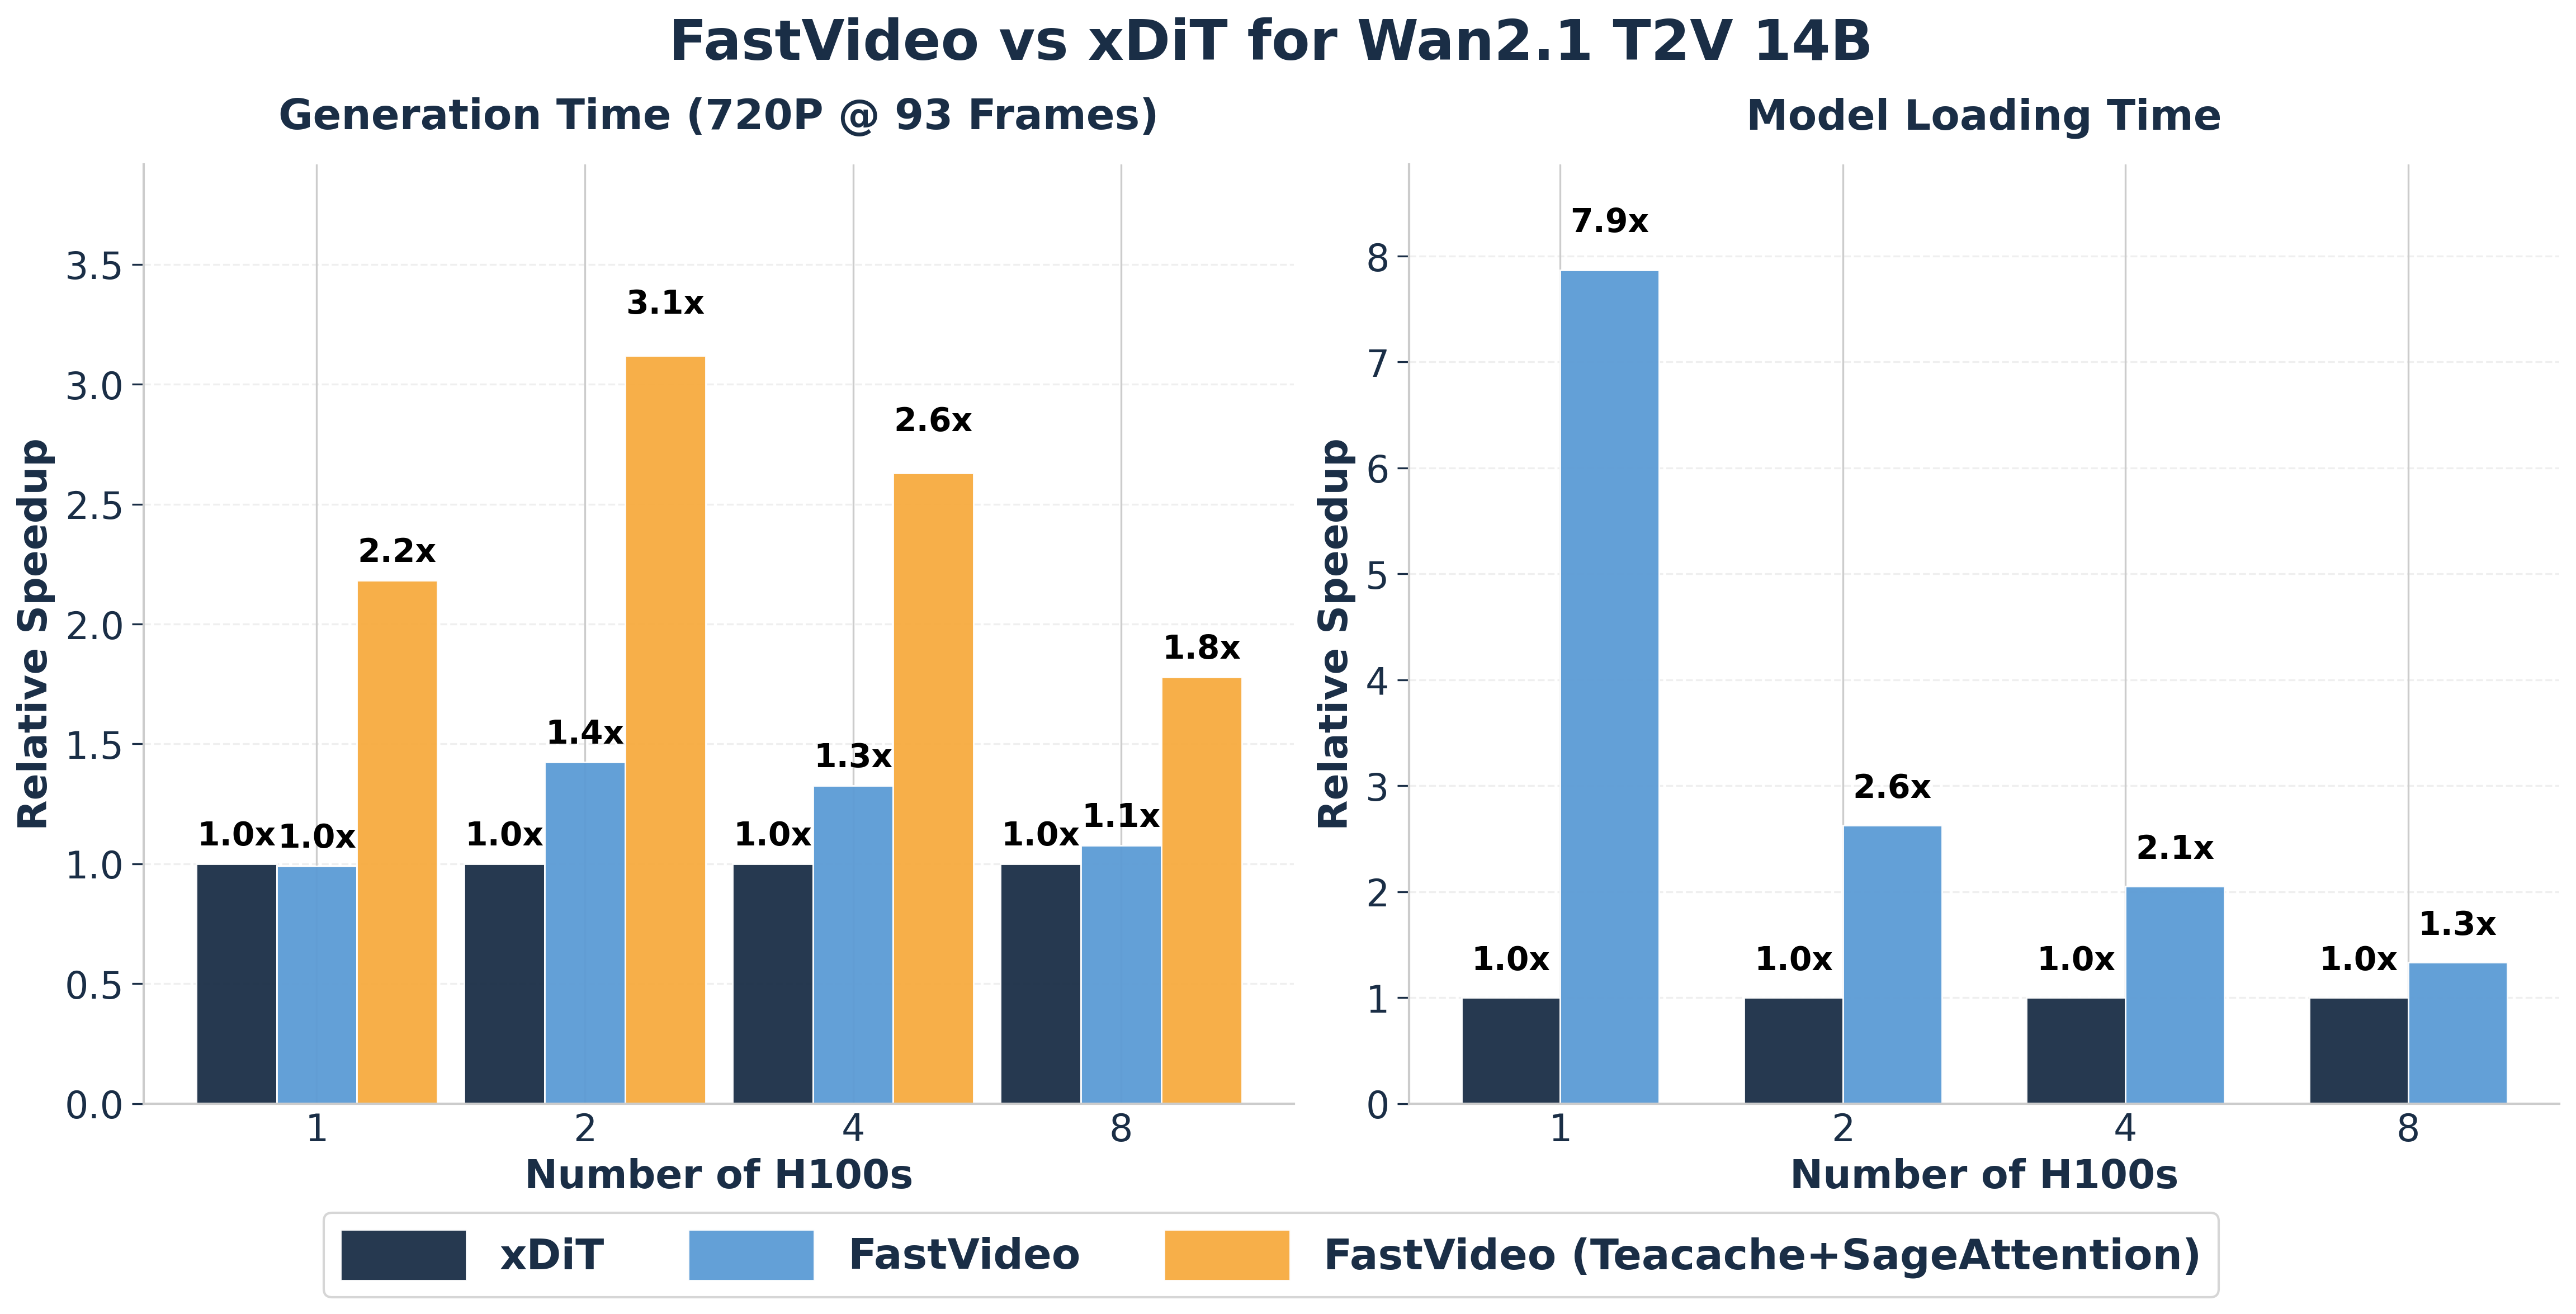 FastVideo vs xDiT for Wan2.1 T2V 14B
Generation Time (720P @ 93 Frames)
Relative Speedup
3.5
3.0
2.5
2.0
1.5
1.0
0.5
0.0
1.0x
1.0x
2.2x
1.0x
1.4x
3.1x
1.0x
1.3x
2.6x
1.0x
1.1x
1.8x
1
2
4
8
Number of H100s
Model Loading Time
Relative Speedup
8
7
6
5
4
3
2
1
0
1.0x
7.9x
1.0x
2.6x
1.0x
2.1x
1.0x
1.3x
1
2
4
8
Number of H100s
xDiT
FastVideo
FastVideo (Teacache+SageAttention)